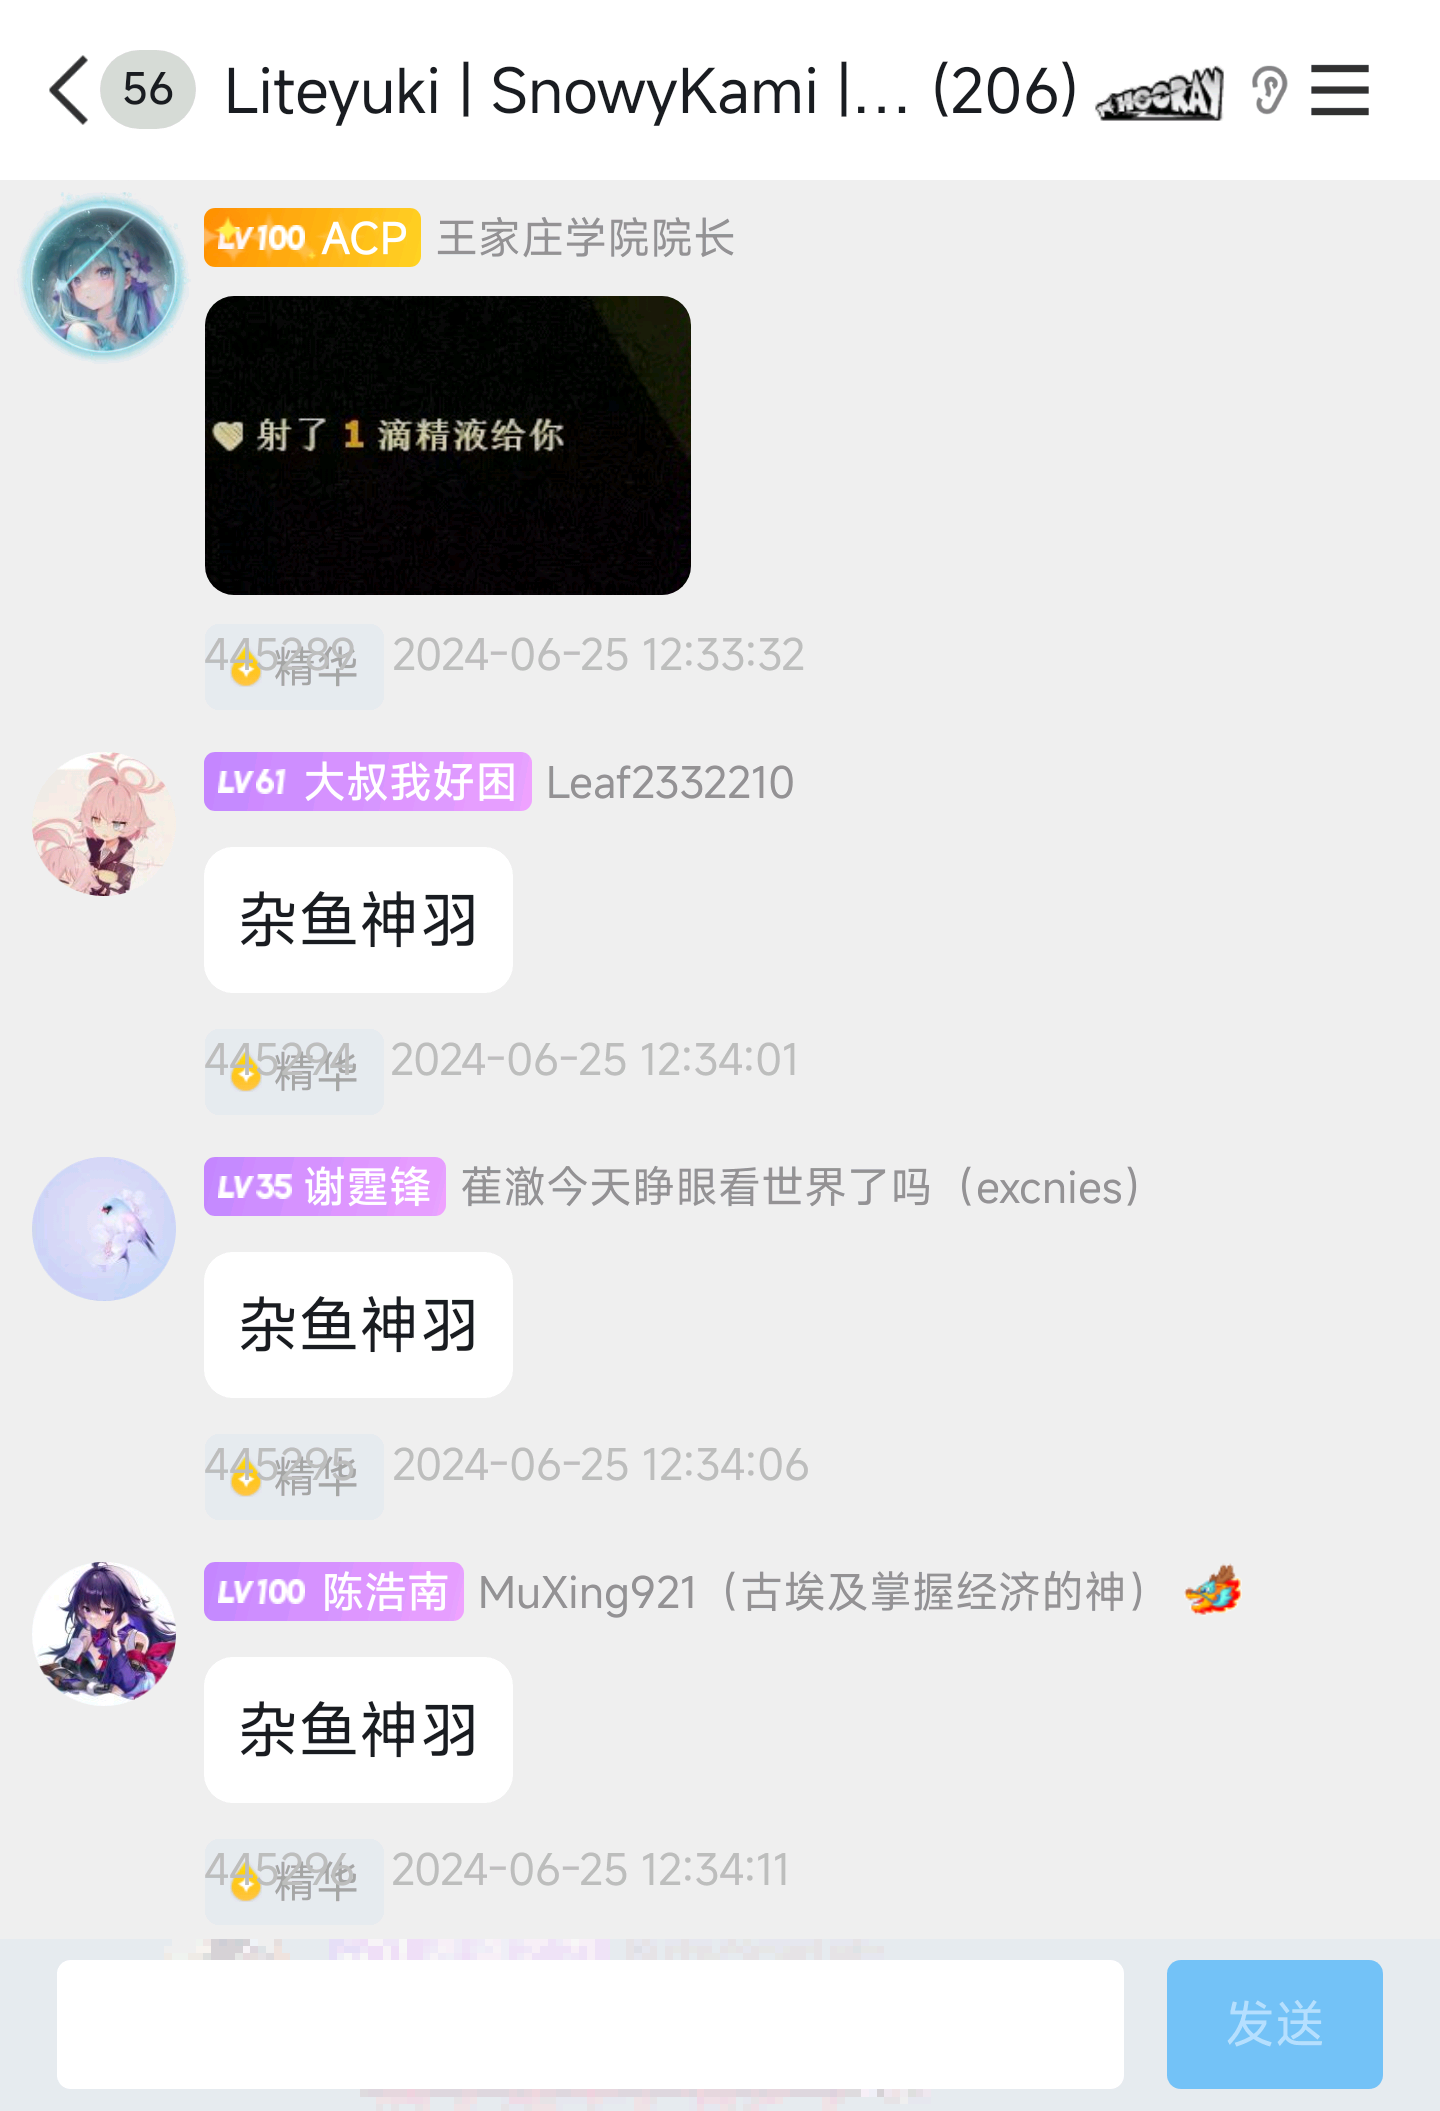 56 Liteyuki | SnowyKami |... (206) HOORAY
LV100 ACP 王家庄学院院长
射了 1 滴精液给你
445289 精华 2024-06-25 12:33:32
LV61 大叔我好困 Leaf2332210
杂鱼神羽
445294 精华 2024-06-25 12:34:01
LV35 谢霆锋 萑澈今天睁眼看世界了吗（excnies）
杂鱼神羽
445295 精华 2024-06-25 12:34:06
LV100 陈浩南 MuXing921（古埃及掌握经济的神）
杂鱼神羽
445296 精华 2024-06-25 12:34:11
发送